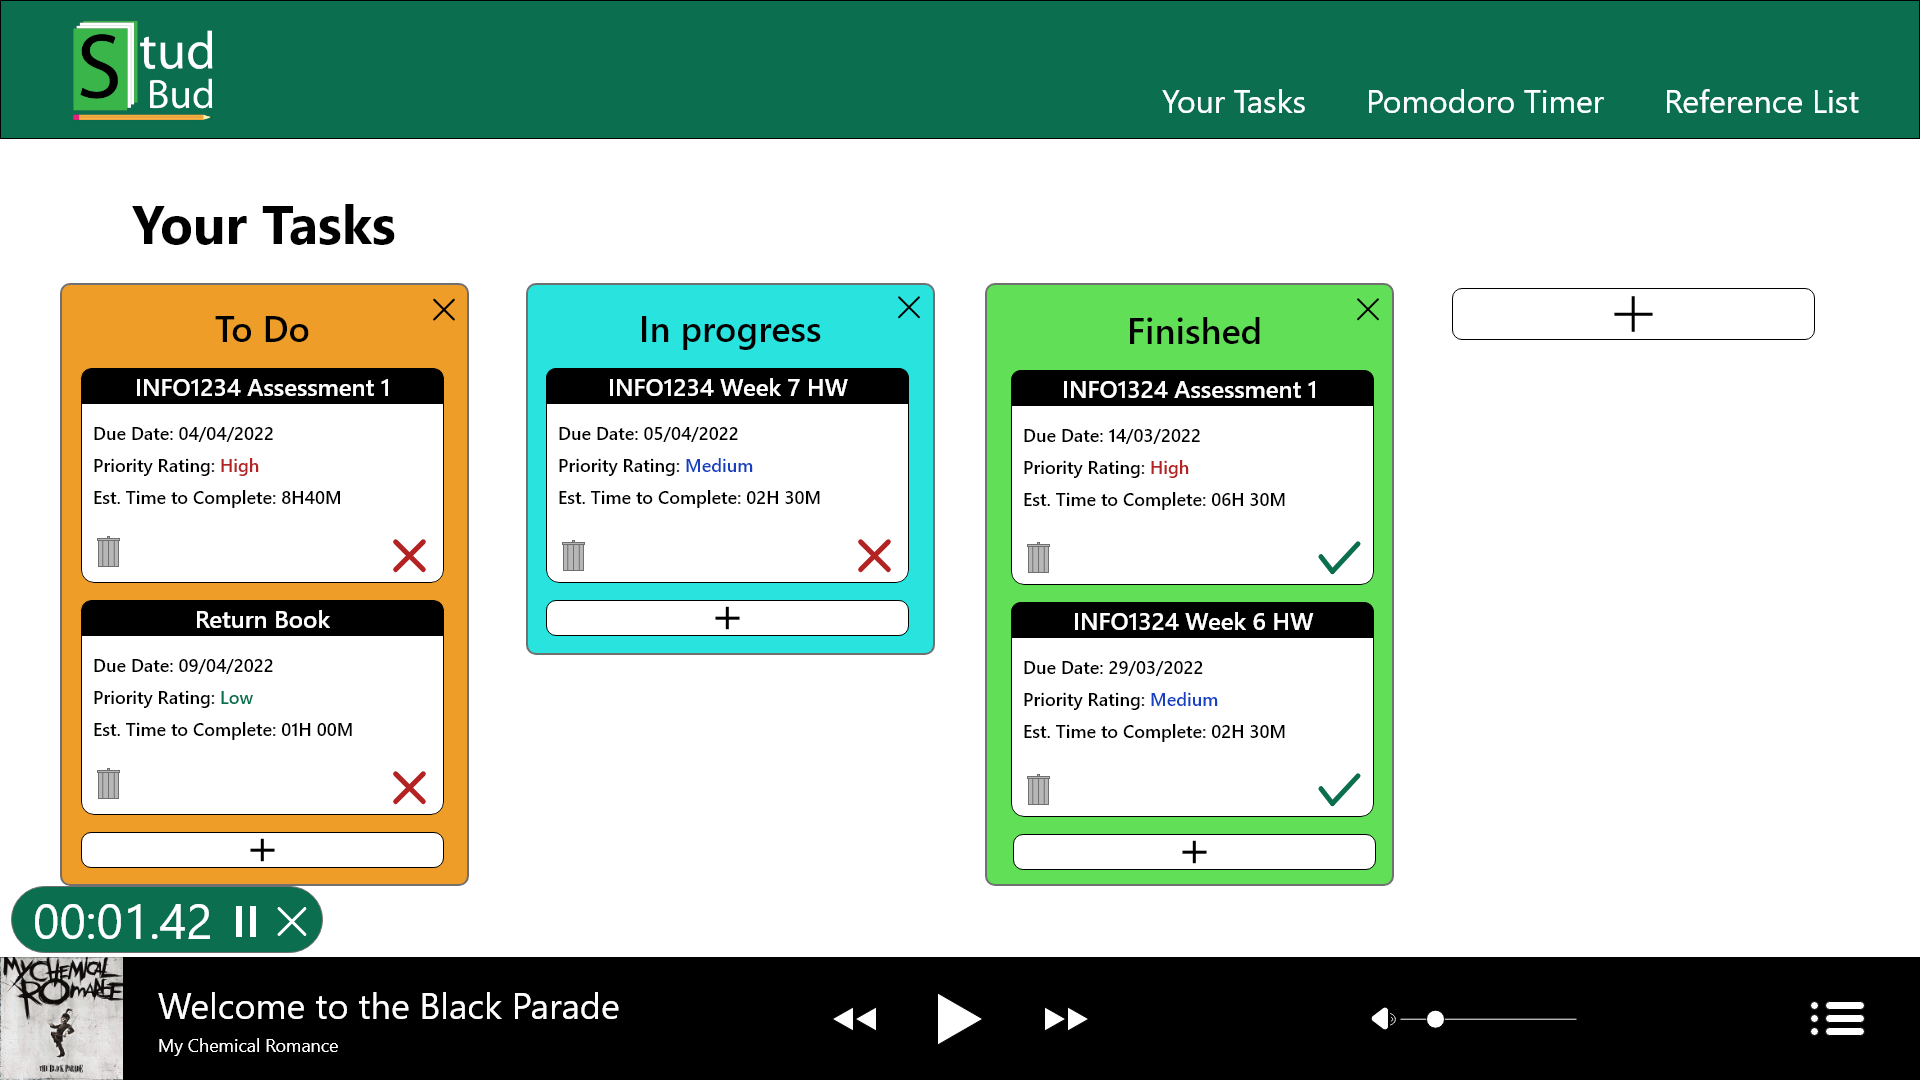 Stud
Bud
Your Tasks
Pomodoro Timer
Reference List
Your Tasks
To Do
INFO1234 Assessment 1
Due Date: 04/04/2022
Priority Rating: High
Est. Time to Complete: 8H40M
Return Book
Due Date: 09/04/2022
Priority Rating: Low
Est. Time to Complete: 01H 00M
In progress
INFO1234 Week 7 HW
Due Date: 05/04/2022
Priority Rating: Medium
Est. Time to Complete: 02H 30M
Finished
INFO1324 Assessment 1
Due Date: 14/03/2022
Priority Rating: High
Est. Time to Complete: 06H 30M
INFO1324 Week 6 HW
Due Date: 29/03/2022
Priority Rating: Medium
Est. Time to Complete: 02H 30M
00:01.42
MY CHEMICAL
ROMANCE
THE BLACK PARADE
Welcome to the Black Parade
My Chemical Romance